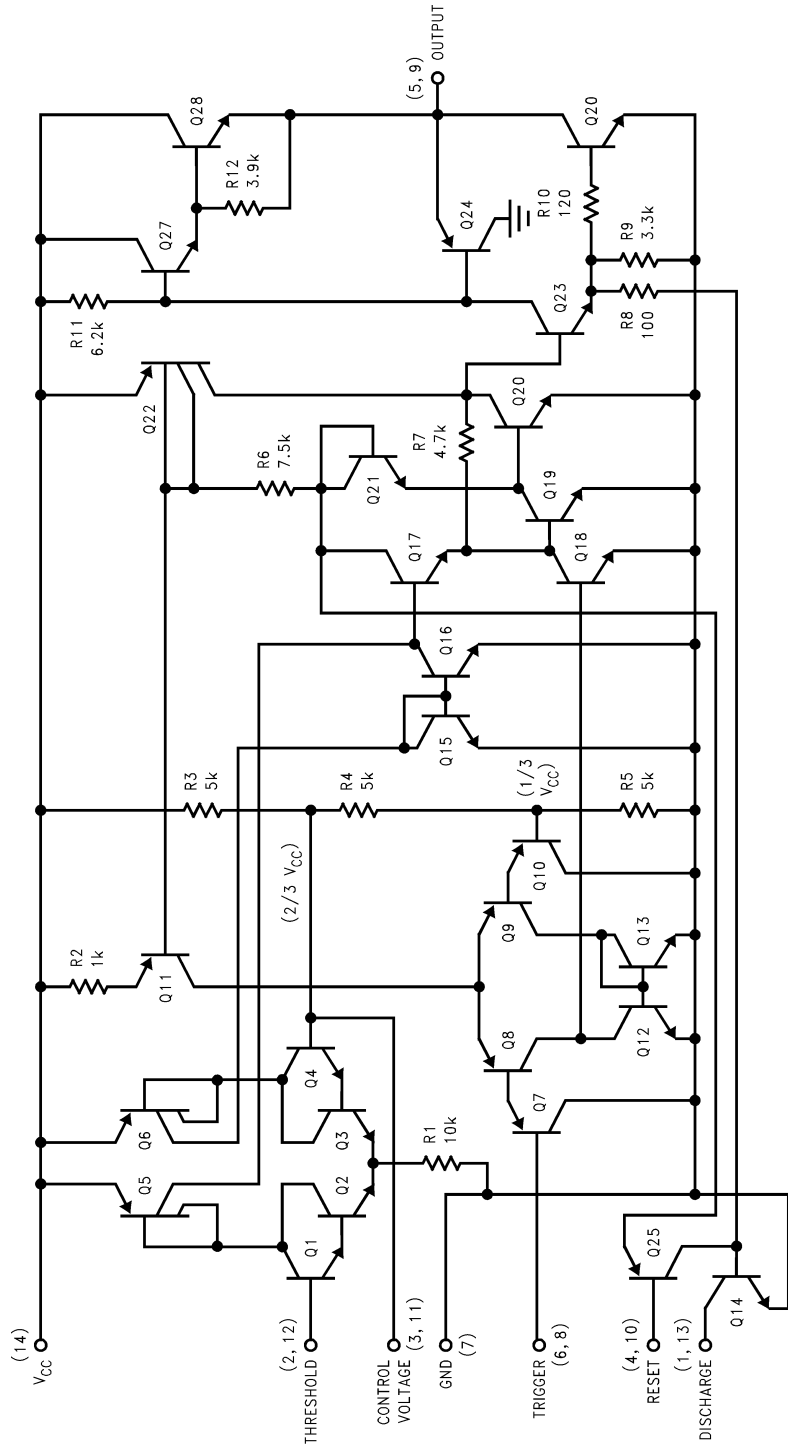 (14)
VCC
R2
1k
R11
6.2k
Q5
Q6
Q11
Q22
Q27
Q28
R3
5k
R12
3.9k
R6
7.5k
(2, 12)
THRESHOLD
Q1
Q2
Q3
Q4
(2/3 VCC)
R4
5k
Q21
(3, 11)
CONTROL
VOLTAGE
R1
10k
Q15
Q16
Q17
R7
4.7k
Q24
(5, 9)
OUTPUT
GND
(7)
TRIGGER
(6, 8)
Q7
Q8
Q9
Q10
(1/3
VCC)
Q18
Q19
Q20
Q23
R10
120
Q20
Q12
Q13
R5
5k
R8
100
R9
3.3k
(4, 10)
RESET
Q25
(1, 13)
DISCHARGE
Q14